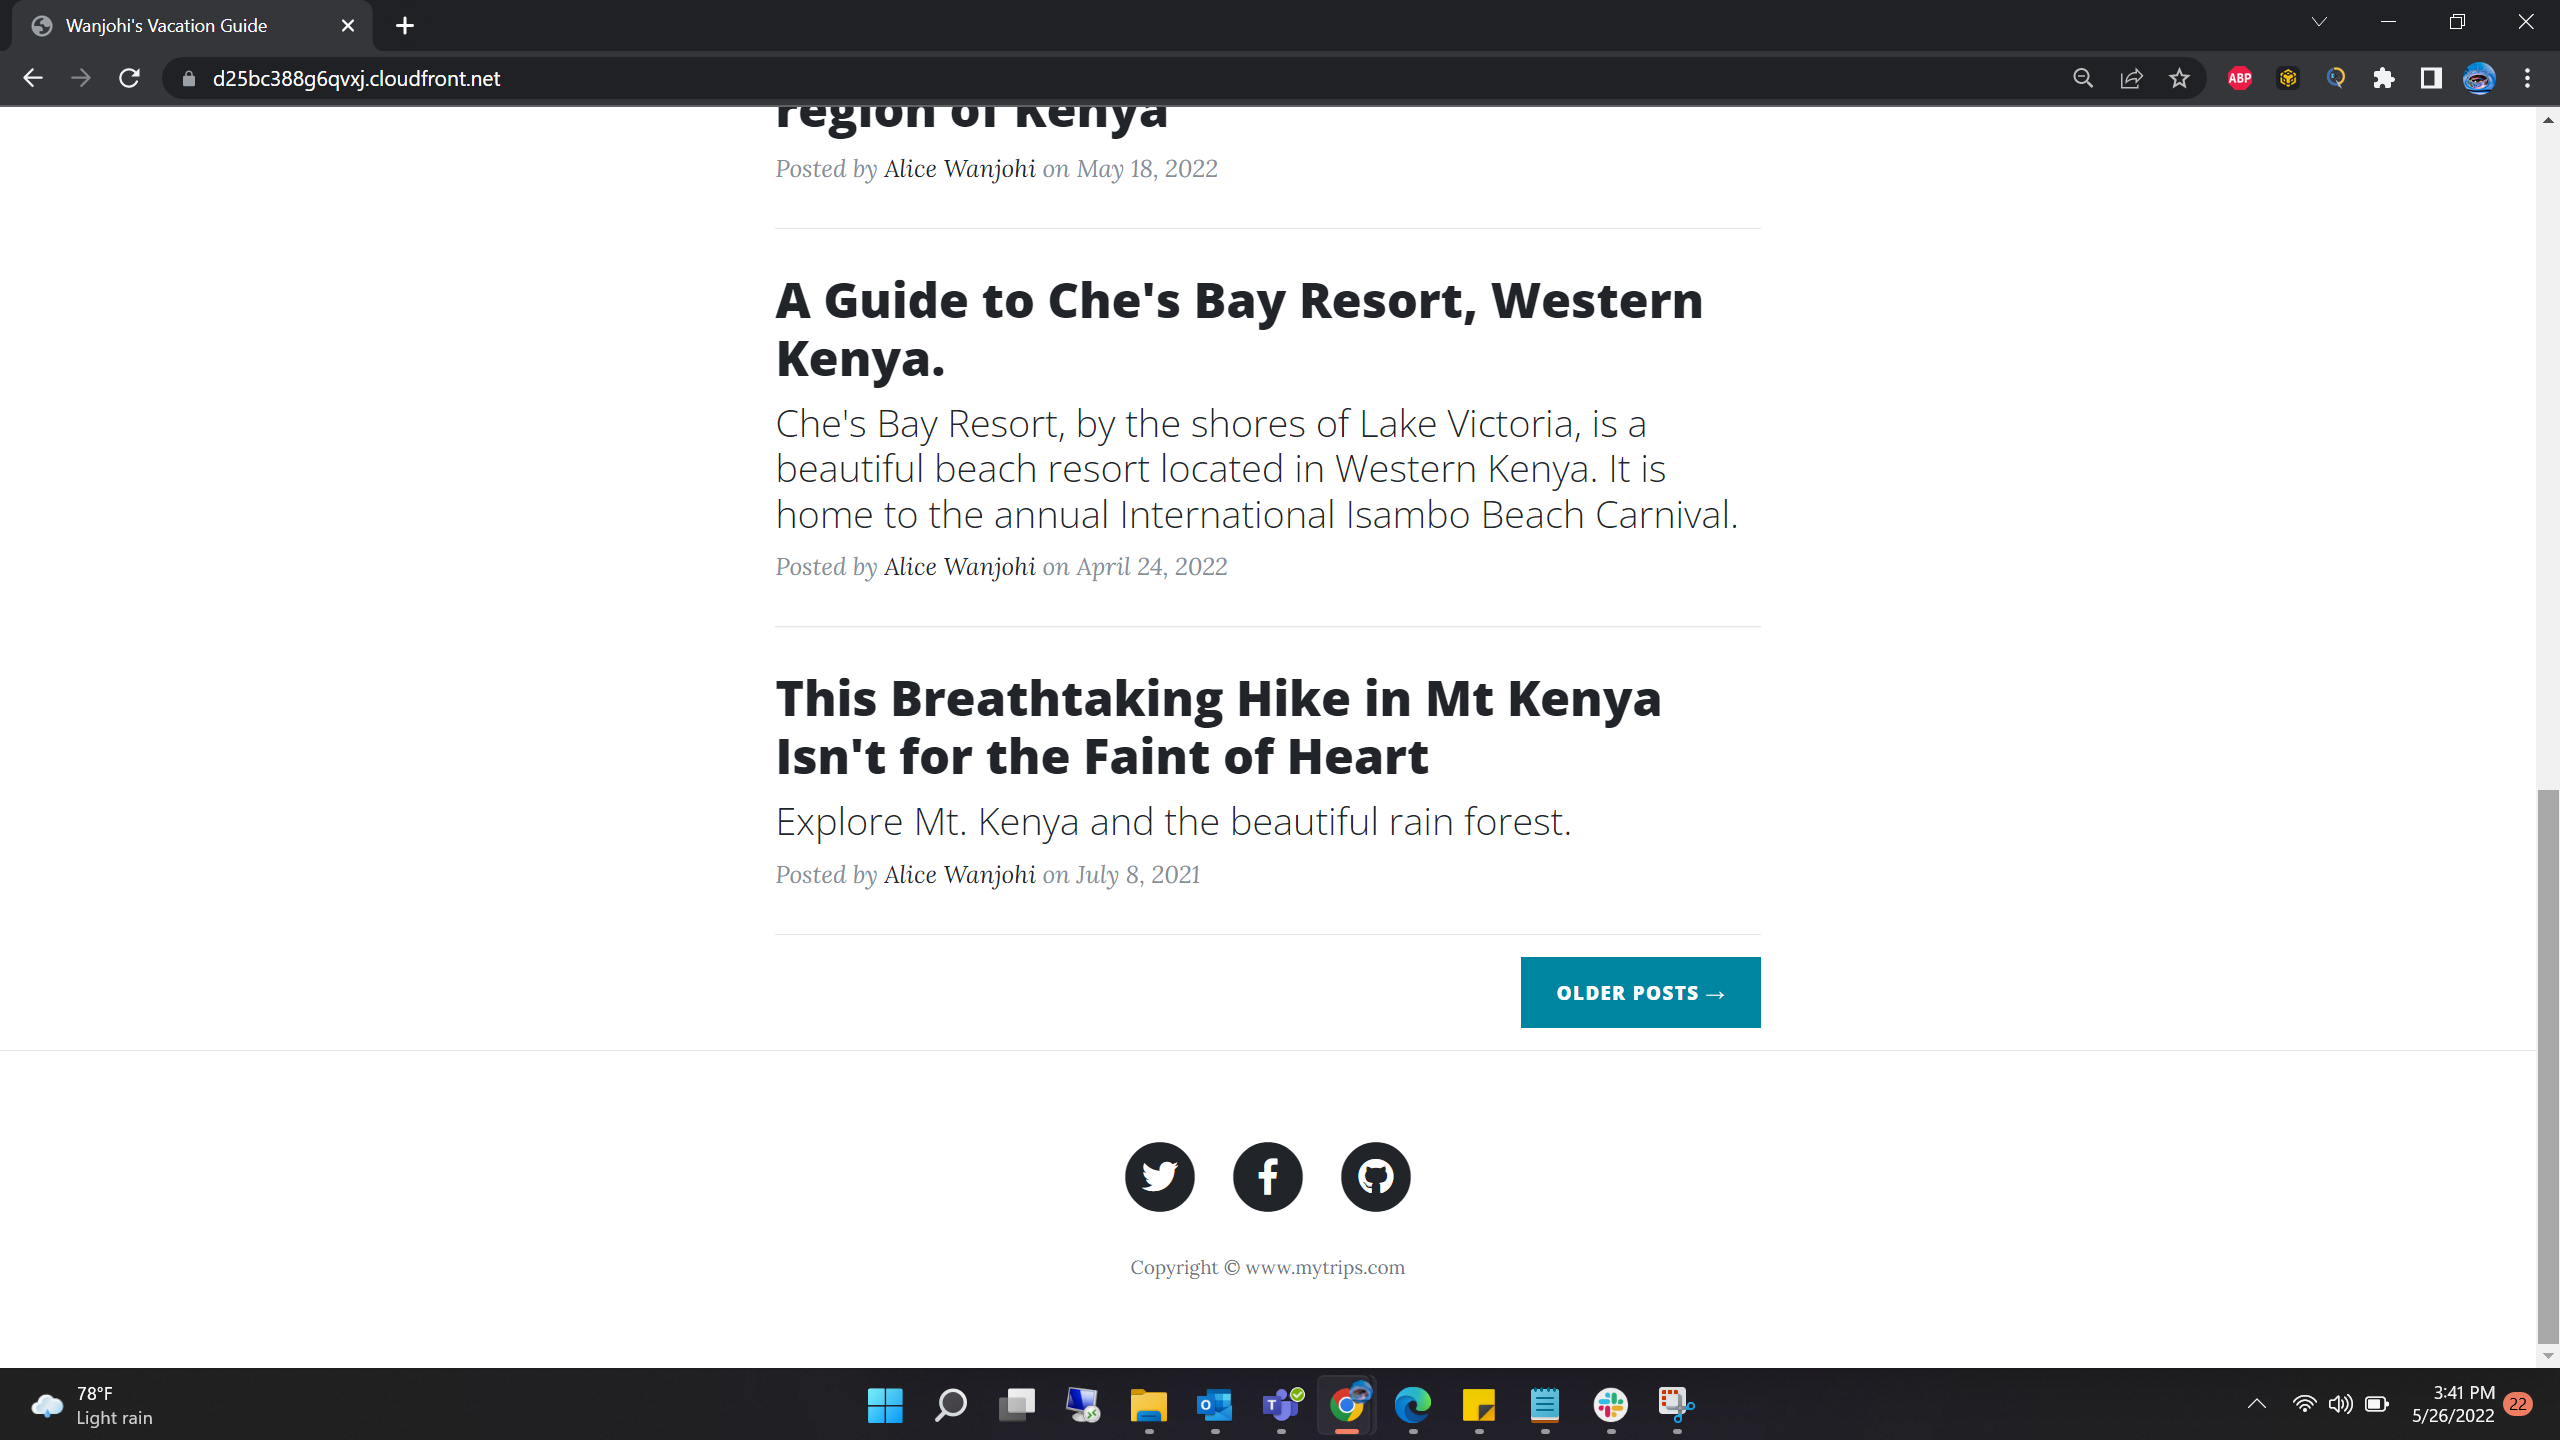 Wanjohi's Vacation Guide
d25bc388g6qvxj.cloudfront.net
ABP
region of Kenya
Posted by Alice Wanjohi on May 18, 2022
A Guide to Che's Bay Resort, Western
Kenya.
Che's Bay Resort, by the shores of Lake Victoria, is a
beautiful beach resort located in Western Kenya. It is
home to the annual International Isambo Beach Carnival.
Posted by Alice Wanjohi on April 24, 2022
This Breathtaking Hike in Mt Kenya
Isn't for the Faint of Heart
Explore Mt. Kenya and the beautiful rain forest.
Posted by Alice Wanjohi on July 8, 2021
OLDER POSTS →
Copyright © www.mytrips.com
78°F
Light rain
3:41 PM
5/26/2022
22